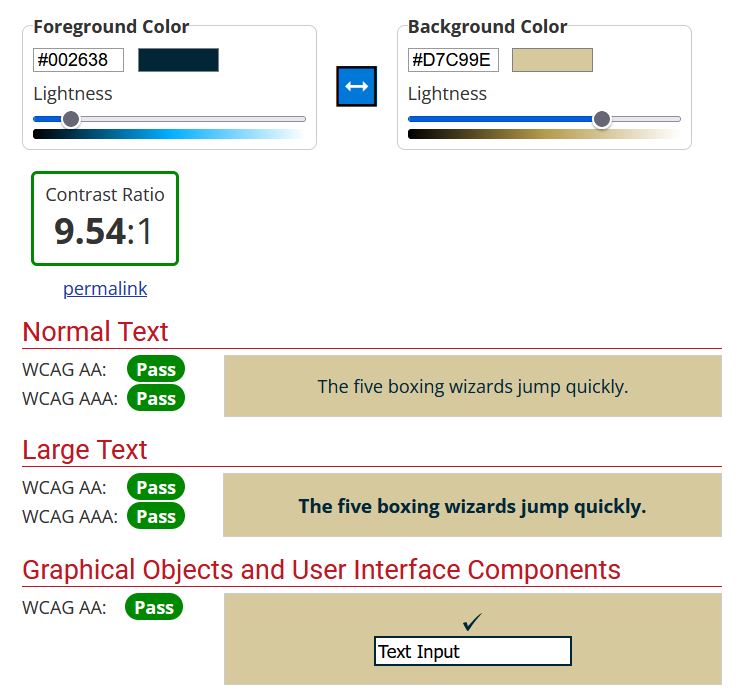 Foreground Color
#002638
Lightness
Background Color
#D7C99E
Lightness
Contrast Ratio
9.54:1
permalink
Normal Text
WCAG AA: Pass
WCAG AAA: Pass
The five boxing wizards jump quickly.
Large Text
WCAG AA: Pass
WCAG AAA: Pass
The five boxing wizards jump quickly.
Graphical Objects and User Interface Components
WCAG AA: Pass
✓
Text Input